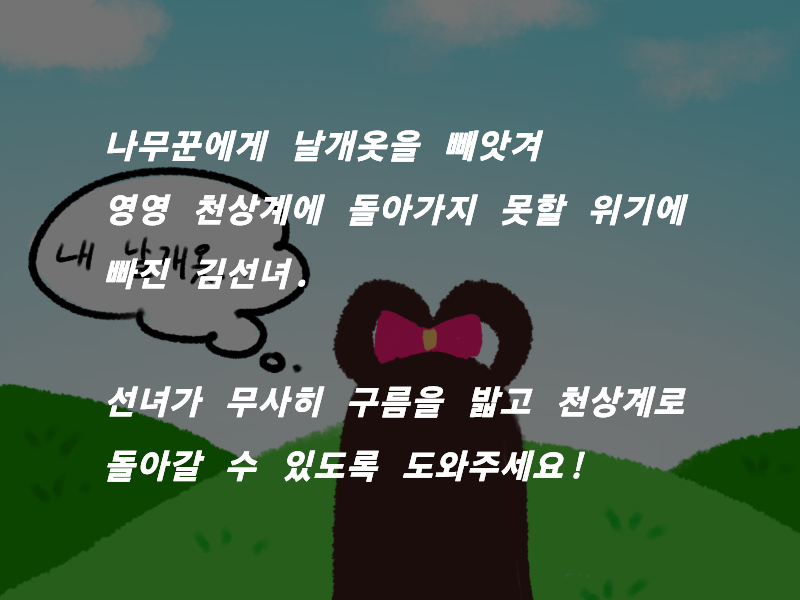 나무꾼에게 날개옷을 빼앗겨
영영 천상계에 돌아가지 못할 위기에
빠진 김선녀.
내 날개옷
선녀가 무사히 구름을 밟고 천상계로
돌아갈 수 있도록 도와주세요!